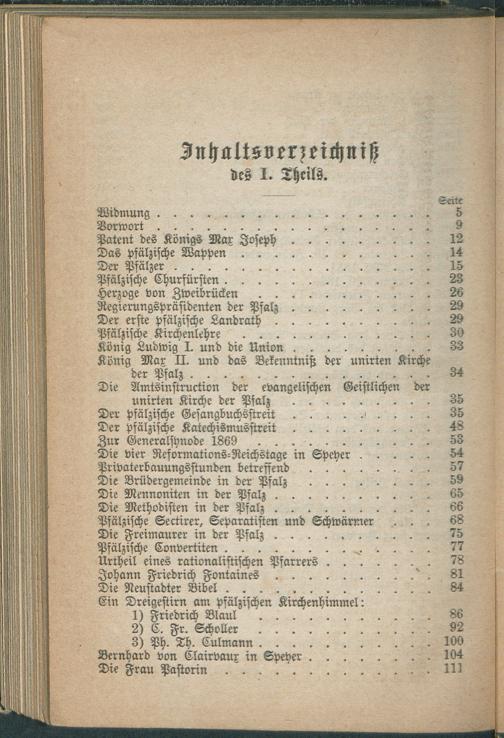 Inhaltsverzeichniß
des I. Theils.
Seite
Widmung . . . . . . . . . . . . . . . . 5
Vorwort . . . . . . . . . . . . . . . . 9
Patent des Königs Max Joseph . . . . . . . . 12
Das pfälzische Wappen . . . . . . . . . . . 14
Der Pfälzer . . . . . . . . . . . . . . . 15
Pfälzische Churfürsten . . . . . . . . . . . 23
Herzoge von Zweibrücken . . . . . . . . . . 26
Regierungspräsidenten der Pfalz . . . . . . . . 29
Der erste pfälzische Landrath . . . . . . . . . 29
Pfälzische Kirchenlehre . . . . . . . . . . . 30
König Ludwig I. und die Union . . . . . . . . 33
König Max II. und das Bekenntniß der unirten Kirche
der Pfalz . . . . . . . . . . . . . . 34
Die Amtsinstruction der evangelischen Geistlichen der
unirten Kirche der Pfalz . . . . . . . . 35
Der pfälzische Gesangbuchsstreit . . . . . . . . 35
Der pfälzische Katechismusstreit . . . . . . . . 48
Zur Generalsynode 1869 . . . . . . . . . . 53
Die vier Reformations-Reichstage in Speyer . . . . 54
Privaterbauungsstunden betreffend . . . . . . . 57
Die Brüdergemeinde in der Pfalz . . . . . . . 59
Die Mennoniten in der Pfalz . . . . . . . . . 65
Die Methodisten in der Pfalz . . . . . . . . . 66
Pfälzische Sectirer, Separatisten und Schwärmer . . . 68
Die Freimaurer in der Pfalz . . . . . . . . . 75
Pfälzische Convertiten . . . . . . . . . . . 77
Urtheil eines rationalistischen Pfarrers . . . . . . 78
Johann Friedrich Fontaines . . . . . . . . . 81
Die Neustadter Bibel . . . . . . . . . . . 84
Ein Dreigestirn am pfälzischen Kirchenhimmel:
1) Friedrich Blaul . . . . . . . . . . 86
2) C. Fr. Scholler . . . . . . . . . . 92
3) Ph. Th. Culmann . . . . . . . . . 100
Bernhard von Clairvaux in Speyer . . . . . . . 104
Die Frau Pastorin . . . . . . . . . . . . 111